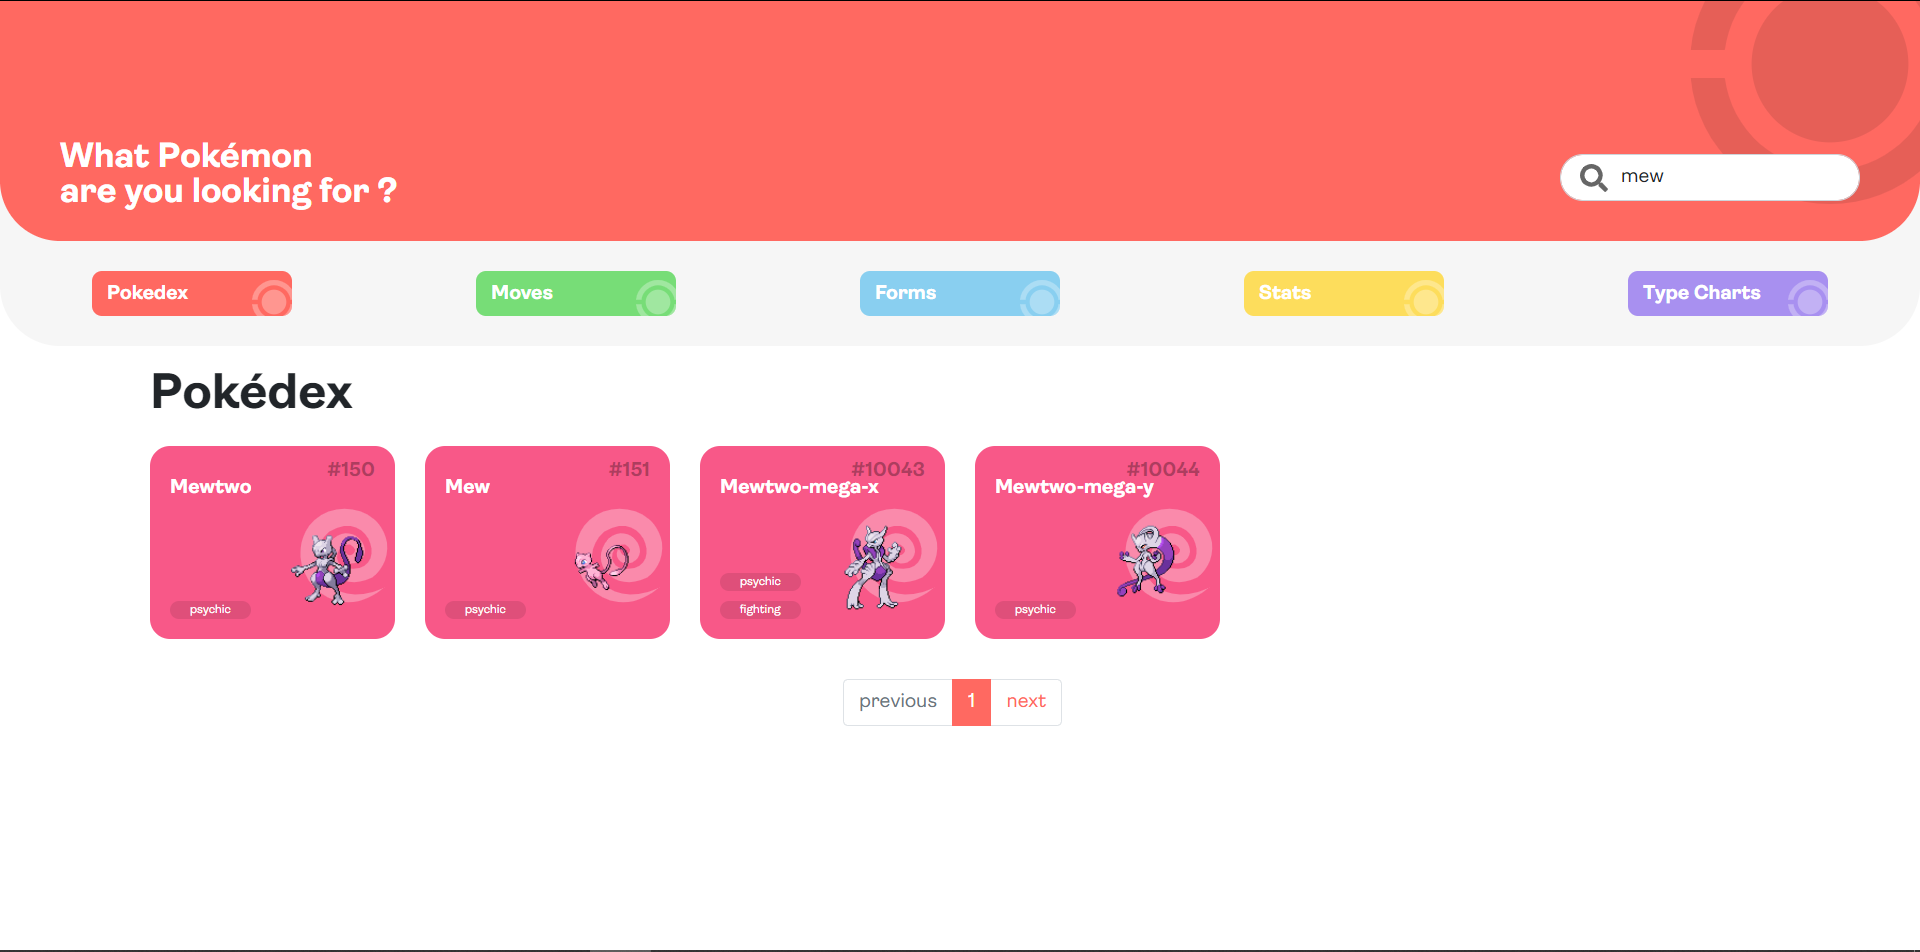 What Pokémon
are you looking for ?
mew
Pokedex
Moves
Forms
Stats
Type Charts
Pokédex
#150
Mewtwo
psychic
#151
Mew
psychic
#10043
Mewtwo-mega-x
psychic
fighting
#10044
Mewtwo-mega-y
psychic
previous 1 next